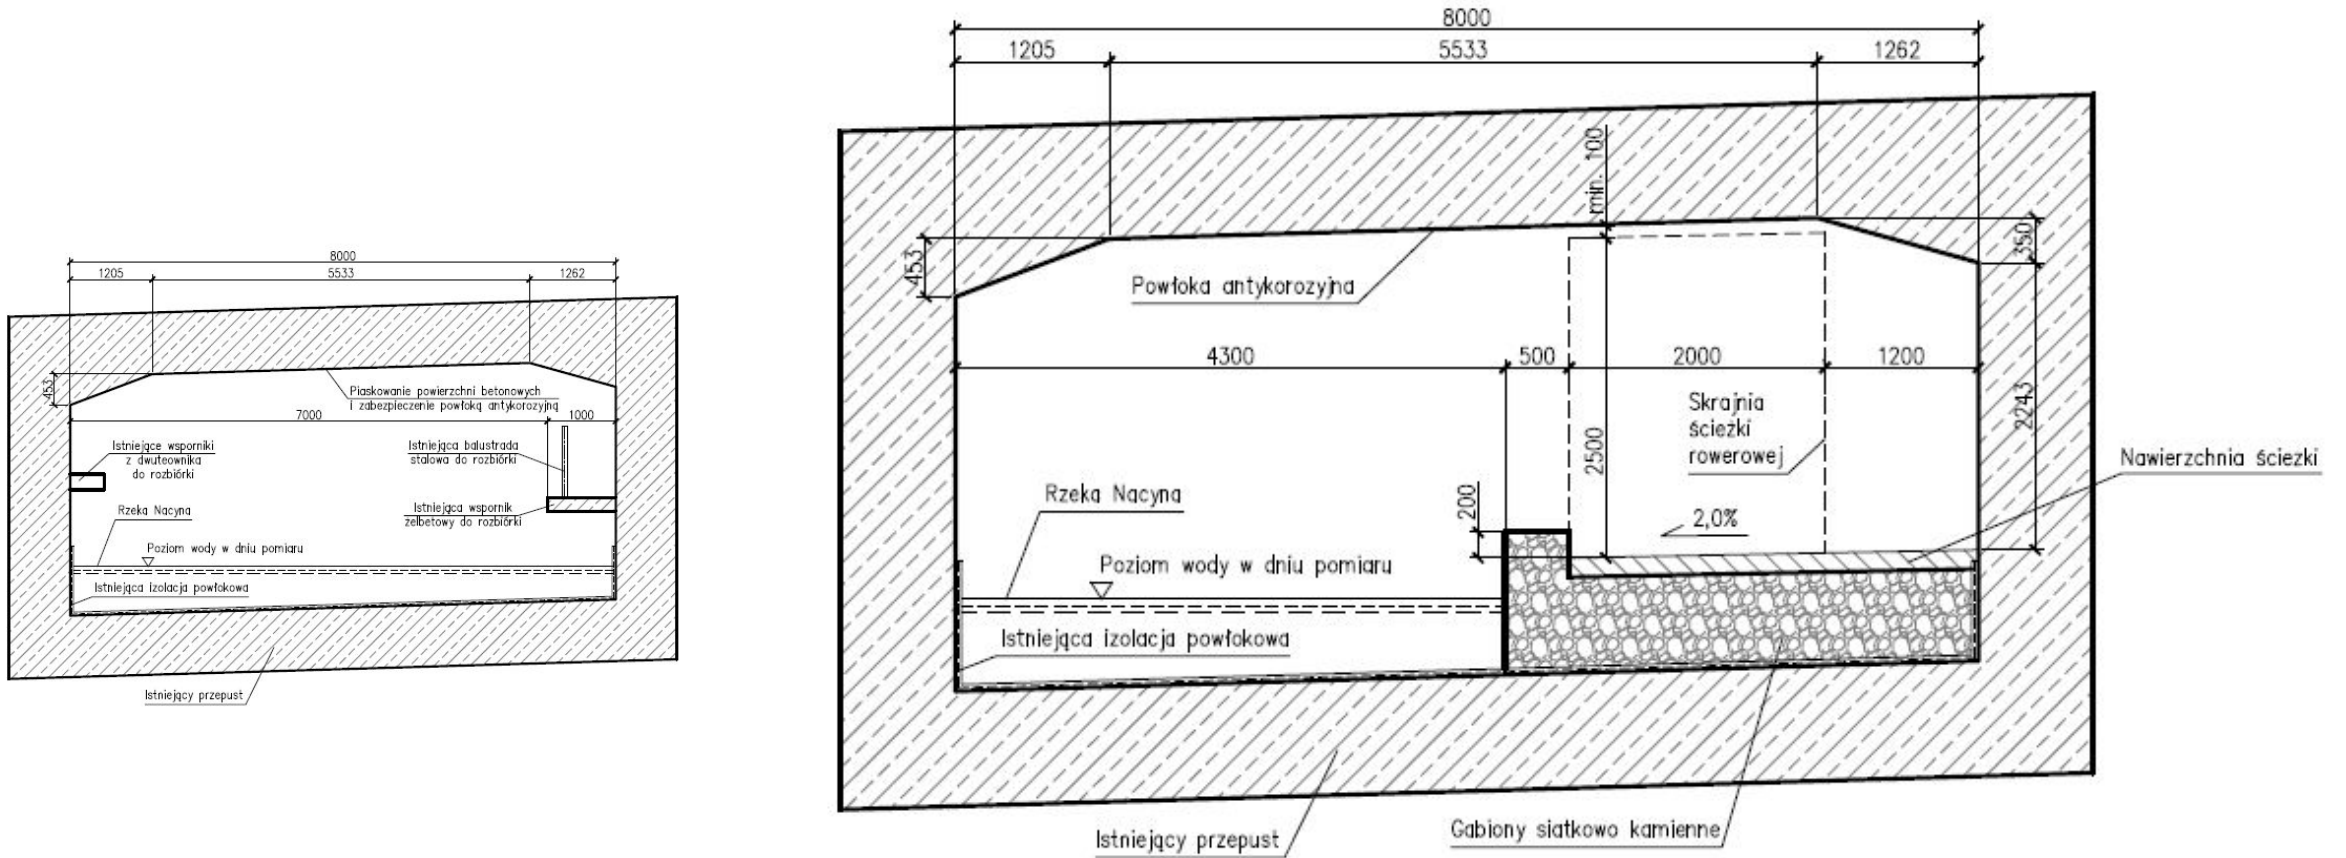 8000
1205
5533
1262
453
Piaskowanie powierzchni betonowych
i zabezpieczenie powłoką antykorozyjną
7000
1000
Istniejące wsporniki
z dwuteownika
do rozbiórki
Istniejąca balustrada
stalowa do rozbiórki
Rzeka Nacyna
Istniejąca wspornik
żelbetowy do rozbiórki
Poziom wody w dniu pomiaru
Istniejąca izolacja powłokowa
Istniejący przepust
8000
1205
5533
1262
min. 100
453
350
Powłoka antykorozyjna
4300
500
2000
1200
Skrajnia
ścieżki
rowerowej
2500
2243
Nawierzchnia ścieżki
Rzeka Nacyna
200
2,0%
Poziom wody w dniu pomiaru
Istniejąca izolacja powłokowa
Istniejący przepust
Gabiony siatkowo kamienne